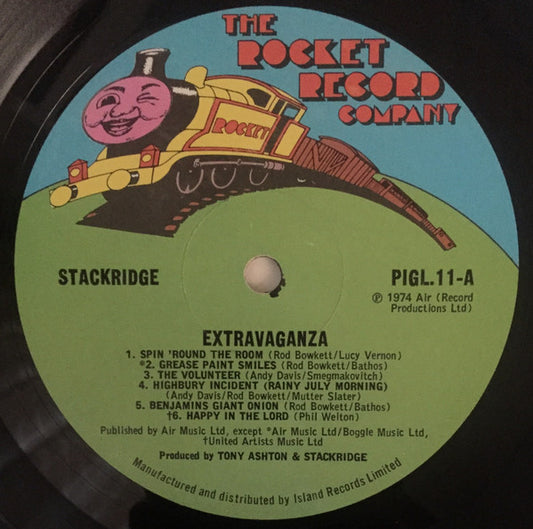 THE
ROCKET
RECORD
COMPANY
ROCKET
STACKRIDGE
PIGL.11-A
Ⓟ 1974 Air (Record
Productions Ltd)
EXTRAVAGANZA
1. SPIN 'ROUND THE ROOM (Rod Bowkett/Lucy Vernon)
*2. GREASE PAINT SMILES (Rod Bowkett/Bathos)
3. THE VOLUNTEER (Andy Davis/Smegmakovitch)
4. HIGHBURY INCIDENT (RAINY JULY MORNING)
(Andy Davis/Rod Bowkett/Mutter Slater)
5. BENJAMINS GIANT ONION (Rod Bowkett/Bathos)
†6. HAPPY IN THE LORD (Phil Welton)
Published by Air Music Ltd, except *Air Music Ltd/Boggle Music Ltd,
†United Artists Music Ltd
Produced by TONY ASHTON & STACKRIDGE
Manufactured and distributed by Island Records Limited